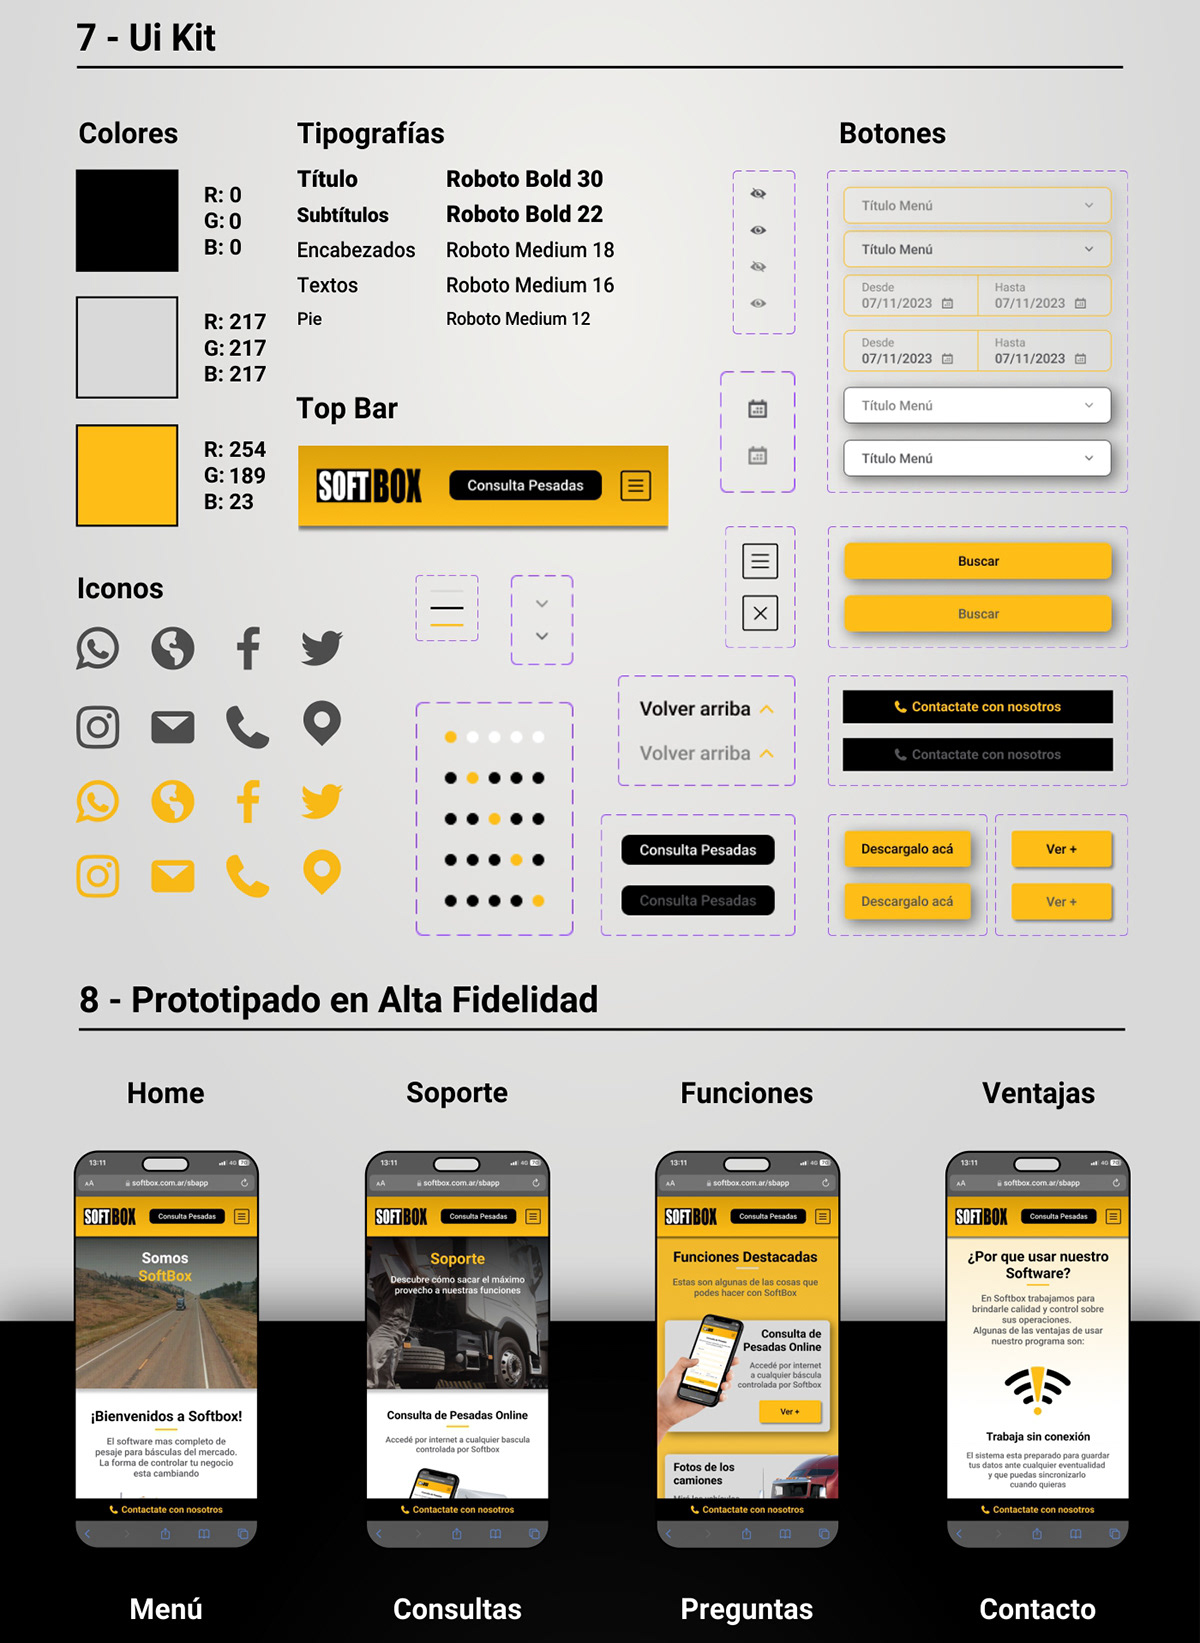 7 - Ui Kit
Colores
R: 0
G: 0
B: 0
R: 217
G: 217
B: 217
R: 254
G: 189
B: 23
Tipografías
Título Roboto Bold 30
Subtítulos Roboto Bold 22
Encabezados Roboto Medium 18
Textos Roboto Medium 16
Pie Roboto Medium 12
Top Bar
SOFTBOX Consulta Pesadas
Botones
Título Menú
Título Menú
Desde Hasta
07/11/2023 07/11/2023
Desde Hasta
07/11/2023 07/11/2023
Título Menú
Título Menú
Buscar
Buscar
Iconos
Volver arriba
Volver arriba
Contactate con nosotros
Contactate con nosotros
Consulta Pesadas
Consulta Pesadas
Descargalo acá
Descargalo acá
Ver +
Ver +
8 - Prototipado en Alta Fidelidad
Home
13:11 4G
AA softbox.com.ar/sbapp
SOFTBOX Consulta Pesadas
Somos
SoftBox
¡Bienvenidos a Softbox!
El software mas completo de
pesaje para básculas del mercado.
La forma de controlar tu negocio
esta cambiando
Contactate con nosotros
Soporte
13:11 4G
AA softbox.com.ar/sbapp
SOFTBOX Consulta Pesadas
Soporte
Descubre cómo sacar el máximo
provecho a nuestras funciones
Consulta de Pesadas Online
Accedé por internet a cualquier bascula
controlada por Softbox
Contactate con nosotros
Funciones
13:11 4G
AA softbox.com.ar/sbapp
SOFTBOX Consulta Pesadas
Funciones Destacadas
Estas son algunas de las cosas que
podes hacer con SoftBox
Consulta de
Pesadas Online
Accedé por internet
a cualquier báscula
controlada por Softbox
Ver +
Fotos de los
camiones
Contactate con nosotros
Ventajas
13:11 4G
AA softbox.com.ar/sbapp
SOFTBOX Consulta Pesadas
¿Por que usar nuestro
Software?
En Softbox trabajamos para
brindarle calidad y control sobre
sus operaciones.
Algunas de las ventajas de usar
nuestro programa son:
Trabaja sin conexión
El sistema esta preparado para guardar
tus datos ante cualquier eventualidad
y que puedas sincronizarlo
cuando quieras
Contactate con nosotros
Menú
Consultas
Preguntas
Contacto